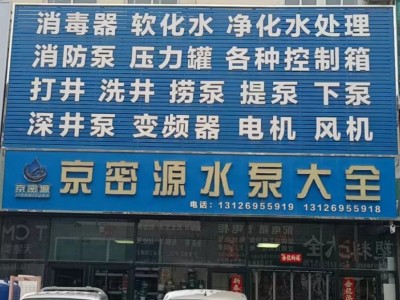 消毒器 软化水 净化水处理
消防泵 压力罐 各种控制箱
打井 洗井 捞泵 提泵 下泵
深井泵 变频器 电机 风机
京密源
京密源水泵大全
电话：13126955919 13126955918